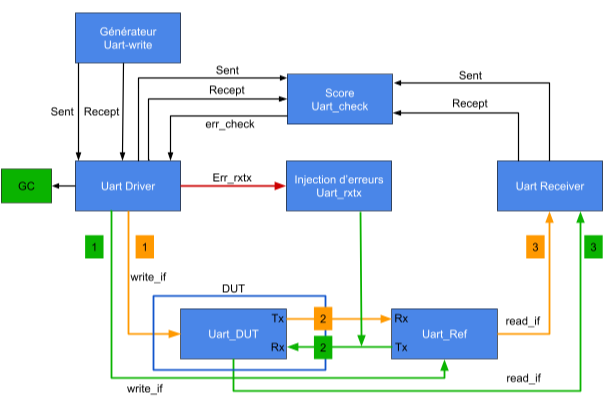 Générateur
Uart-write
Sent
Recept
Sent
Recept
err_check
Score
Uart_check
Sent
Recept
GC
Uart Driver
Err_rxtx
Injection d'erreurs
Uart_rxtx
Uart Receiver
1
1
3
3
write_if
DUT
Tx
2
Rx
Uart_DUT
Uart_Ref
read_if
Rx
2
Tx
write_if
read_if